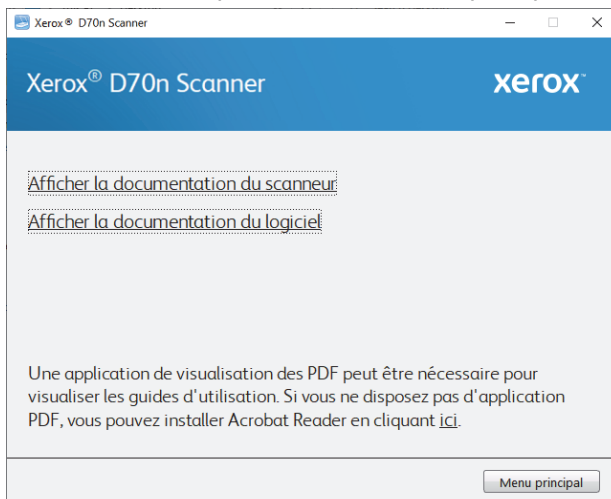 Xerox® D70n Scanner
Xerox® D70n Scanner
xerox™
Afficher la documentation du scanneur
Afficher la documentation du logiciel
Une application de visualisation des PDF peut être nécessaire pour
visualiser les guides d'utilisation. Si vous ne disposez pas d'application
PDF, vous pouvez installer Acrobat Reader en cliquant ici.
Menu principal